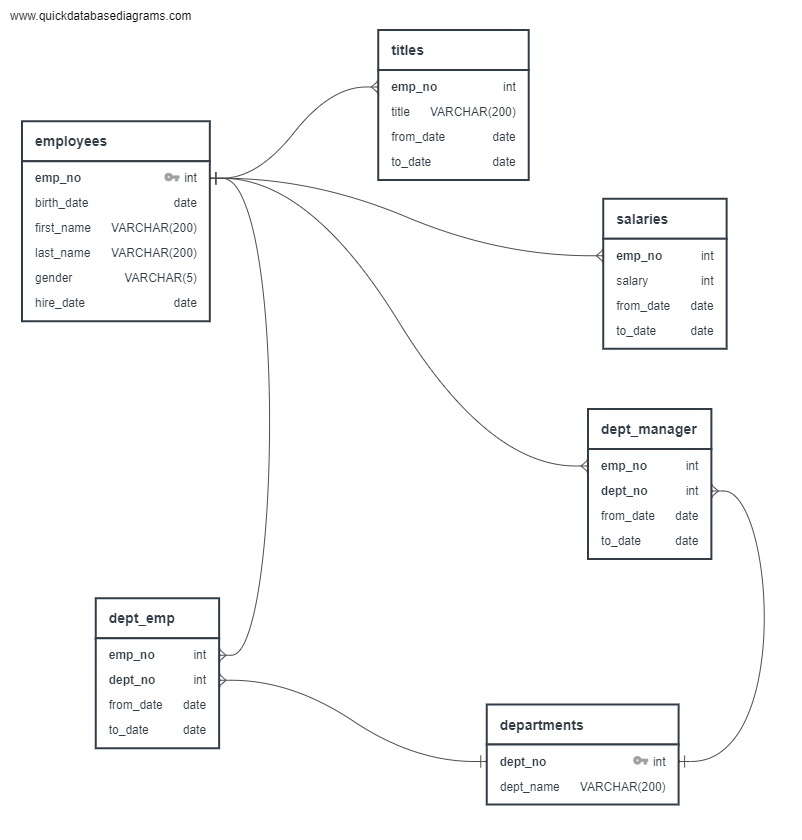 www.quickdatabasediagrams.com
titles
emp_no int
title VARCHAR(200)
from_date date
to_date date
employees
emp_no int
birth_date date
first_name VARCHAR(200)
last_name VARCHAR(200)
gender VARCHAR(5)
hire_date date
salaries
emp_no int
salary int
from_date date
to_date date
dept_manager
emp_no int
dept_no int
from_date date
to_date date
dept_emp
emp_no int
dept_no int
from_date date
to_date date
departments
dept_no int
dept_name VARCHAR(200)